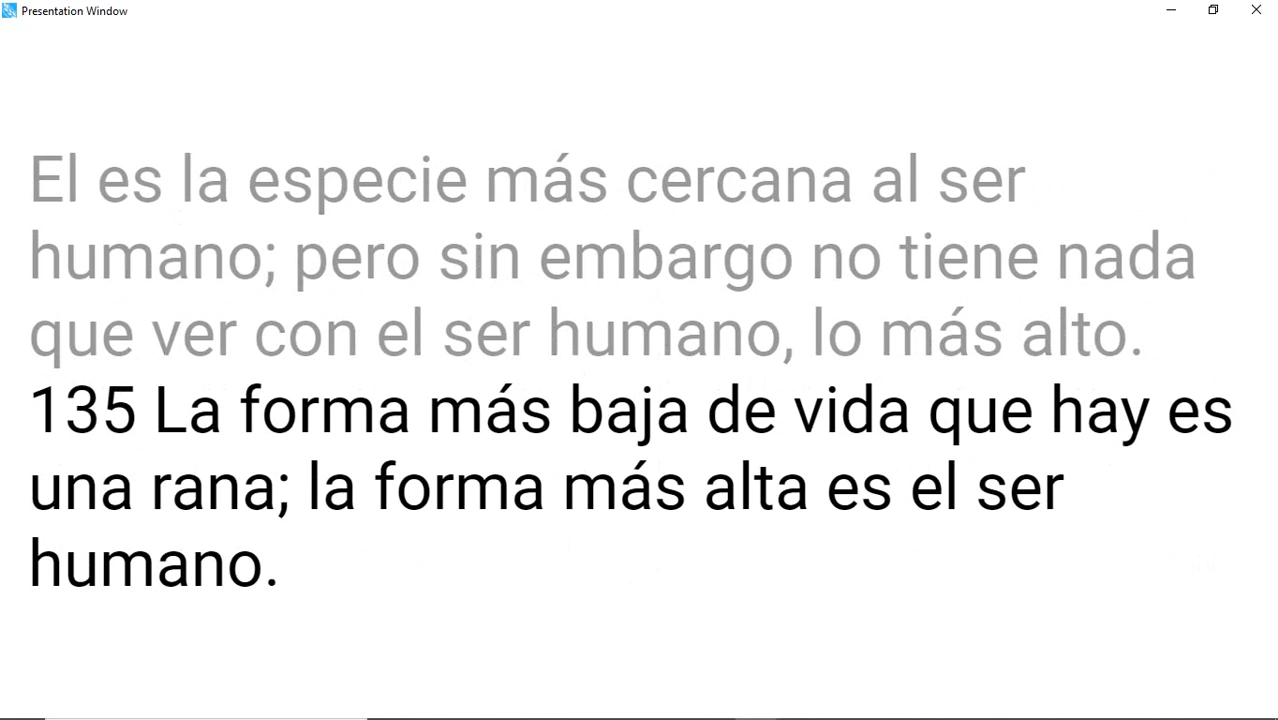 Presentation Window
El es la especie más cercana al ser
humano; pero sin embargo no tiene nada
que ver con el ser humano, lo más alto.
135 La forma más baja de vida que hay es
una rana; la forma más alta es el ser
humano.